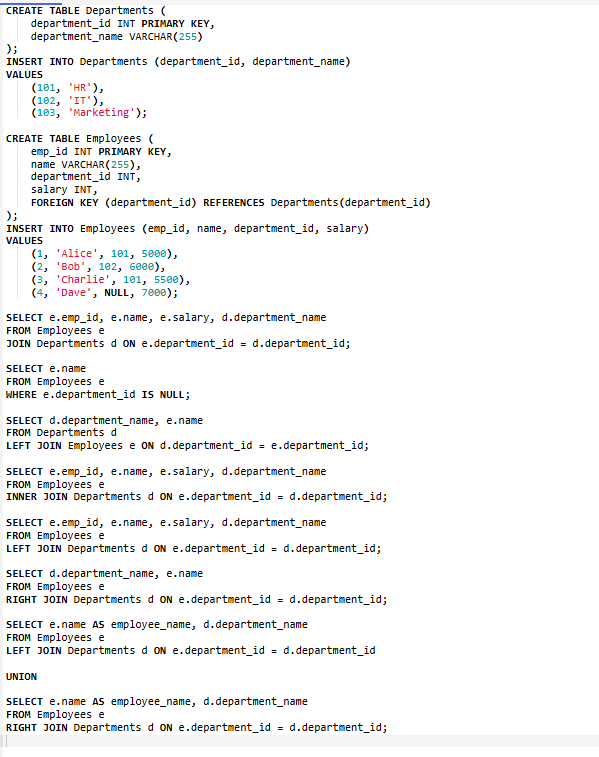 CREATE TABLE Departments (
    department_id INT PRIMARY KEY,
    department_name VARCHAR(255)
);
INSERT INTO Departments (department_id, department_name)
VALUES
    (101, 'HR'),
    (102, 'IT'),
    (103, 'Marketing');

CREATE TABLE Employees (
    emp_id INT PRIMARY KEY,
    name VARCHAR(255),
    department_id INT,
    salary INT,
    FOREIGN KEY (department_id) REFERENCES Departments(department_id)
);
INSERT INTO Employees (emp_id, name, department_id, salary)
VALUES
    (1, 'Alice', 101, 5000),
    (2, 'Bob', 102, 6000),
    (3, 'Charlie', 101, 5500),
    (4, 'Dave', NULL, 7000);

SELECT e.emp_id, e.name, e.salary, d.department_name
FROM Employees e
JOIN Departments d ON e.department_id = d.department_id;

SELECT e.name
FROM Employees e
WHERE e.department_id IS NULL;

SELECT d.department_name, e.name
FROM Departments d
LEFT JOIN Employees e ON d.department_id = e.department_id;

SELECT e.emp_id, e.name, e.salary, d.department_name
FROM Employees e
INNER JOIN Departments d ON e.department_id = d.department_id;

SELECT e.emp_id, e.name, e.salary, d.department_name
FROM Employees e
LEFT JOIN Departments d ON e.department_id = d.department_id;

SELECT d.department_name, e.name
FROM Employees e
RIGHT JOIN Departments d ON e.department_id = d.department_id;

SELECT e.name AS employee_name, d.department_name
FROM Employees e
LEFT JOIN Departments d ON e.department_id = d.department_id

UNION

SELECT e.name AS employee_name, d.department_name
FROM Employees e
RIGHT JOIN Departments d ON e.department_id = d.department_id;